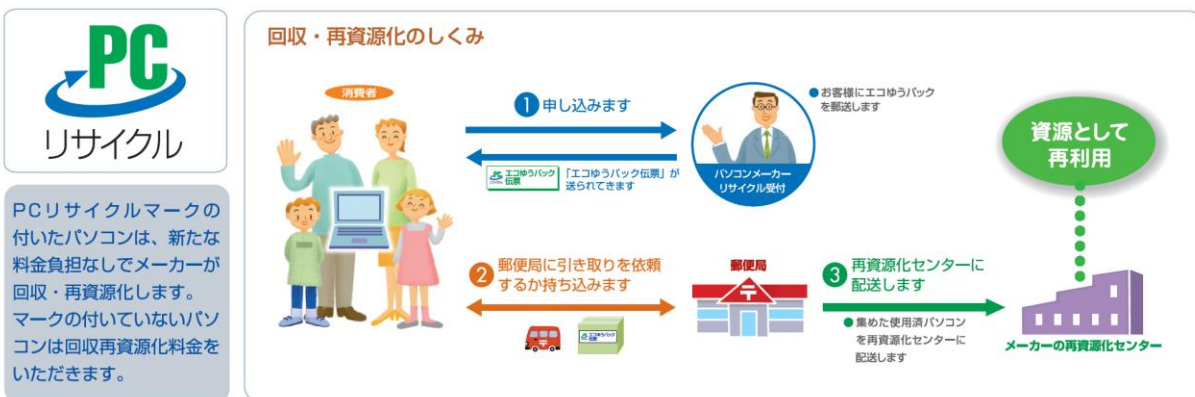 PC
リサイクル
PCリサイクルマークの
付いたパソコンは、新たな
料金負担なしでメーカーが
回収・再資源化します。
マークの付いていないパソ
コンは回収再資源化料金を
いただきます。
回収・再資源化のしくみ
消費者
1 申し込みます
エコゆうパック
伝票
「エコゆうパック伝票」が
送られてきます
パソコンメーカー
リサイクル受付
●お客様にエコゆうパック
を郵送します
資源として
再利用
2 郵便局に引き取りを依頼
するか持ち込みます
エコゆうパック
伝票
郵便局
〒
3 再資源化センターに
配送します
●集めた使用済パソコン
を再資源化センターに
配送します
メーカーの再資源化センター